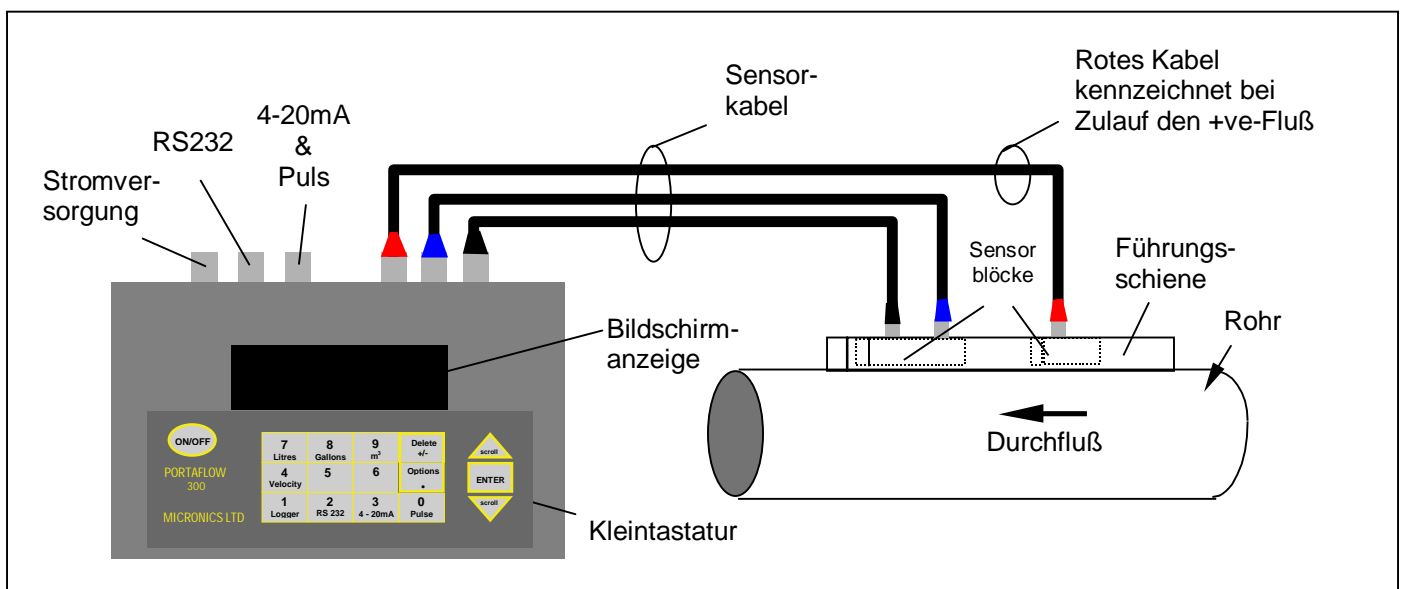 Stromver-
sorgung
RS232
4-20mA
&
Puls
Sensor-
kabel
Rotes Kabel
kennzeichnet bei
Zulauf den +ve-Fluß
Sensor
blöcke
Führungs-
schiene
Rohr
Bildschirm-
anzeige
Durchfluß
Kleintastatur
ON/OFF
PORTAFLOW
300
MICRONICS LTD
7
Litres
8
Gallons
9
m³
Delete
+/-
4
Velocity
5
6
Options
.
1
Logger
2
RS 232
3
4 - 20mA
0
Pulse
scroll
ENTER
scroll